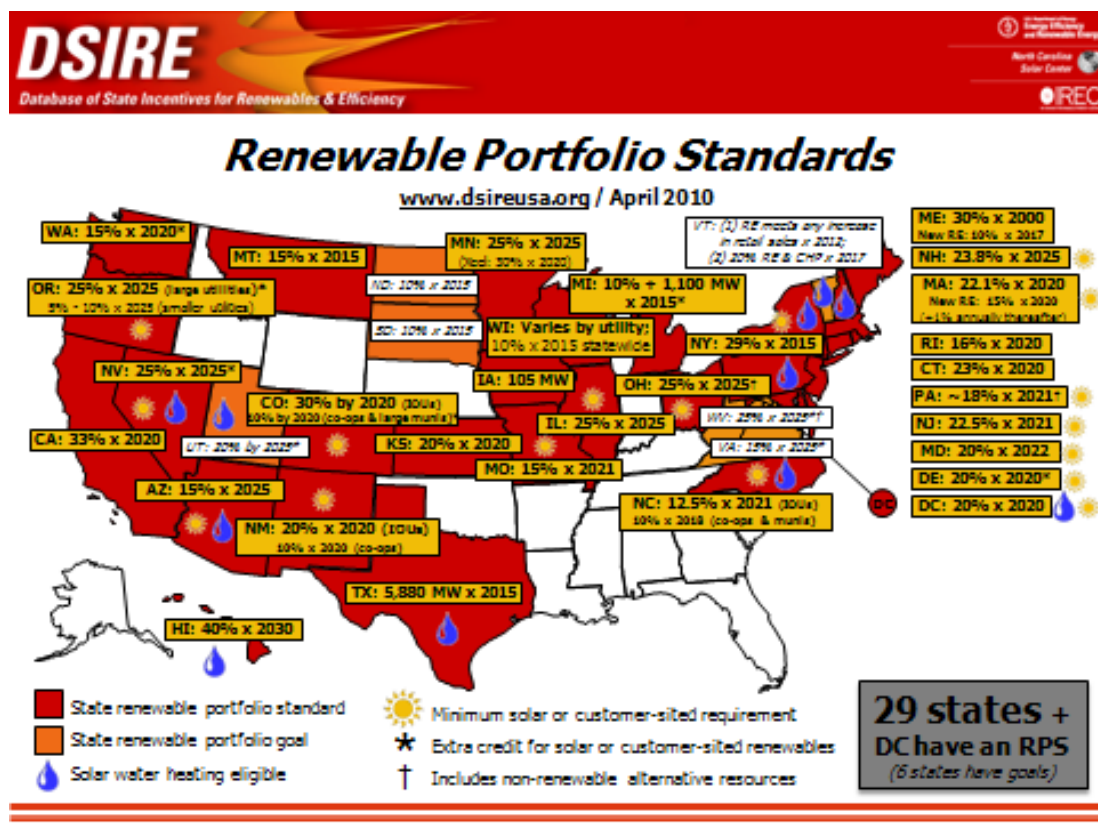 DSIRE
Database of State Incentives for Renewables & Efficiency
U.S. Department of Energy
Energy Efficiency
and Renewable Energy
North Carolina
Solar Center
IREC
Renewable Portfolio Standards
www.dsireusa.org / April 2010
WA: 15% x 2020*
MT: 15% x 2015
MN: 25% x 2025
(Xcel: 30% x 2020)
VT: (1) RE meets any increase
in retail sales x 2012;
(2) 20% RE & CHP x 2017
ME: 30% x 2000
New RE: 10% x 2017
NH: 23.8% x 2025
MA: 22.1% x 2020
New RE: 15% x 2020
(+1% annually thereafter)
RI: 16% x 2020
CT: 23% x 2020
PA: ~18% x 2021†
NJ: 22.5% x 2021
MD: 20% x 2022
DE: 20% x 2020*
DC: 20% x 2020
OR: 25% x 2025 (large utilities)*
5% - 10% x 2025 (smaller utilities)
ND: 10% x 2015
SD: 10% x 2015
MI: 10% + 1,100 MW
x 2015*
WI: Varies by utility;
10% x 2015 statewide
NY: 29% x 2015
NV: 25% x 2025*
IA: 105 MW
OH: 25% x 2025†
CO: 30% by 2020 (IOUs)
10% by 2020 (co-ops & large munis)*
WV: 25% x 2025*†
IL: 25% x 2025
CA: 33% x 2020
UT: 20% by 2025*
KS: 20% x 2020
VA: 15% x 2025*
MO: 15% x 2021
AZ: 15% x 2025
NC: 12.5% x 2021 (IOUs)
10% x 2018 (co-ops & munis)
DC
NM: 20% x 2020 (IOUs)
10% x 2020 (co-ops)
TX: 5,880 MW x 2015
HI: 40% x 2030
State renewable portfolio standard
State renewable portfolio goal
Solar water heating eligible
Minimum solar or customer-sited requirement
* Extra credit for solar or customer-sited renewables
† Includes non-renewable alternative resources
29 states +
DC have an RPS
(6 states have goals)